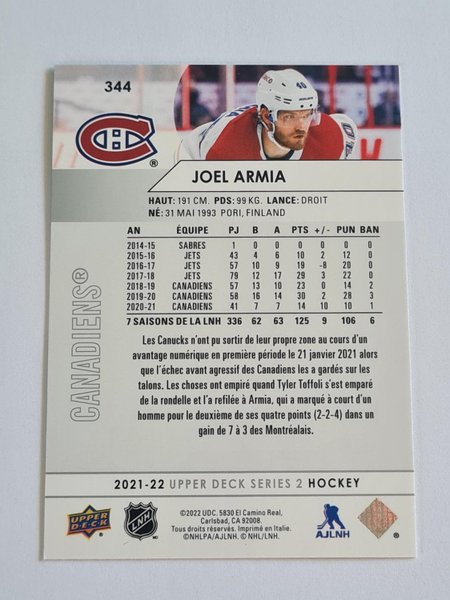 344
40
JOEL ARMIA
HAUT: 191 CM. PDS: 99 KG. LANCE: DROIT
NÉ: 31 MAI 1993 PORI, FINLAND
AN ÉQUIPE PJ B A PTS +/- PUN BAN
2014-15 SABRES 1 0 0 0 0 0 0
2015-16 JETS 43 4 6 10 2 12 0
2016-17 JETS 57 10 9 19 -8 20 0
2017-18 JETS 79 12 17 29 3 22 0
2018-19 CANADIENS 57 13 10 23 0 14 2
2019-20 CANADIENS 58 16 14 30 2 28 3
2020-21 CANADIENS 41 7 7 14 10 10 1
7 SAISONS DE LA LNH 336 62 63 125 9 106 6
CANADIENS®
Les Canucks n'ont pu sortir de leur propre zone au cours d'un
avantage numérique en première période le 21 janvier 2021 alors
que l'échec avant agressif des Canadiens les a gardés sur les
talons. Les choses ont empiré quand Tyler Toffoli s'est emparé
de la rondelle et l'a refilée à Armia, qui a marqué à court d'un
homme pour le deuxième de ses quatre points (2-2-4) dans un
gain de 7 à 3 des Montréalais.
2021-22 UPPER DECK SERIES 2 HOCKEY
UPPER DECK
LNH
©2022 UDC. 5830 El Camino Real,
Carlsbad, CA 92008.
Tous droits réservés. Imprimé en Italie.
©NHLPA/AJLNH. © NHL/LNH.
AJLNH